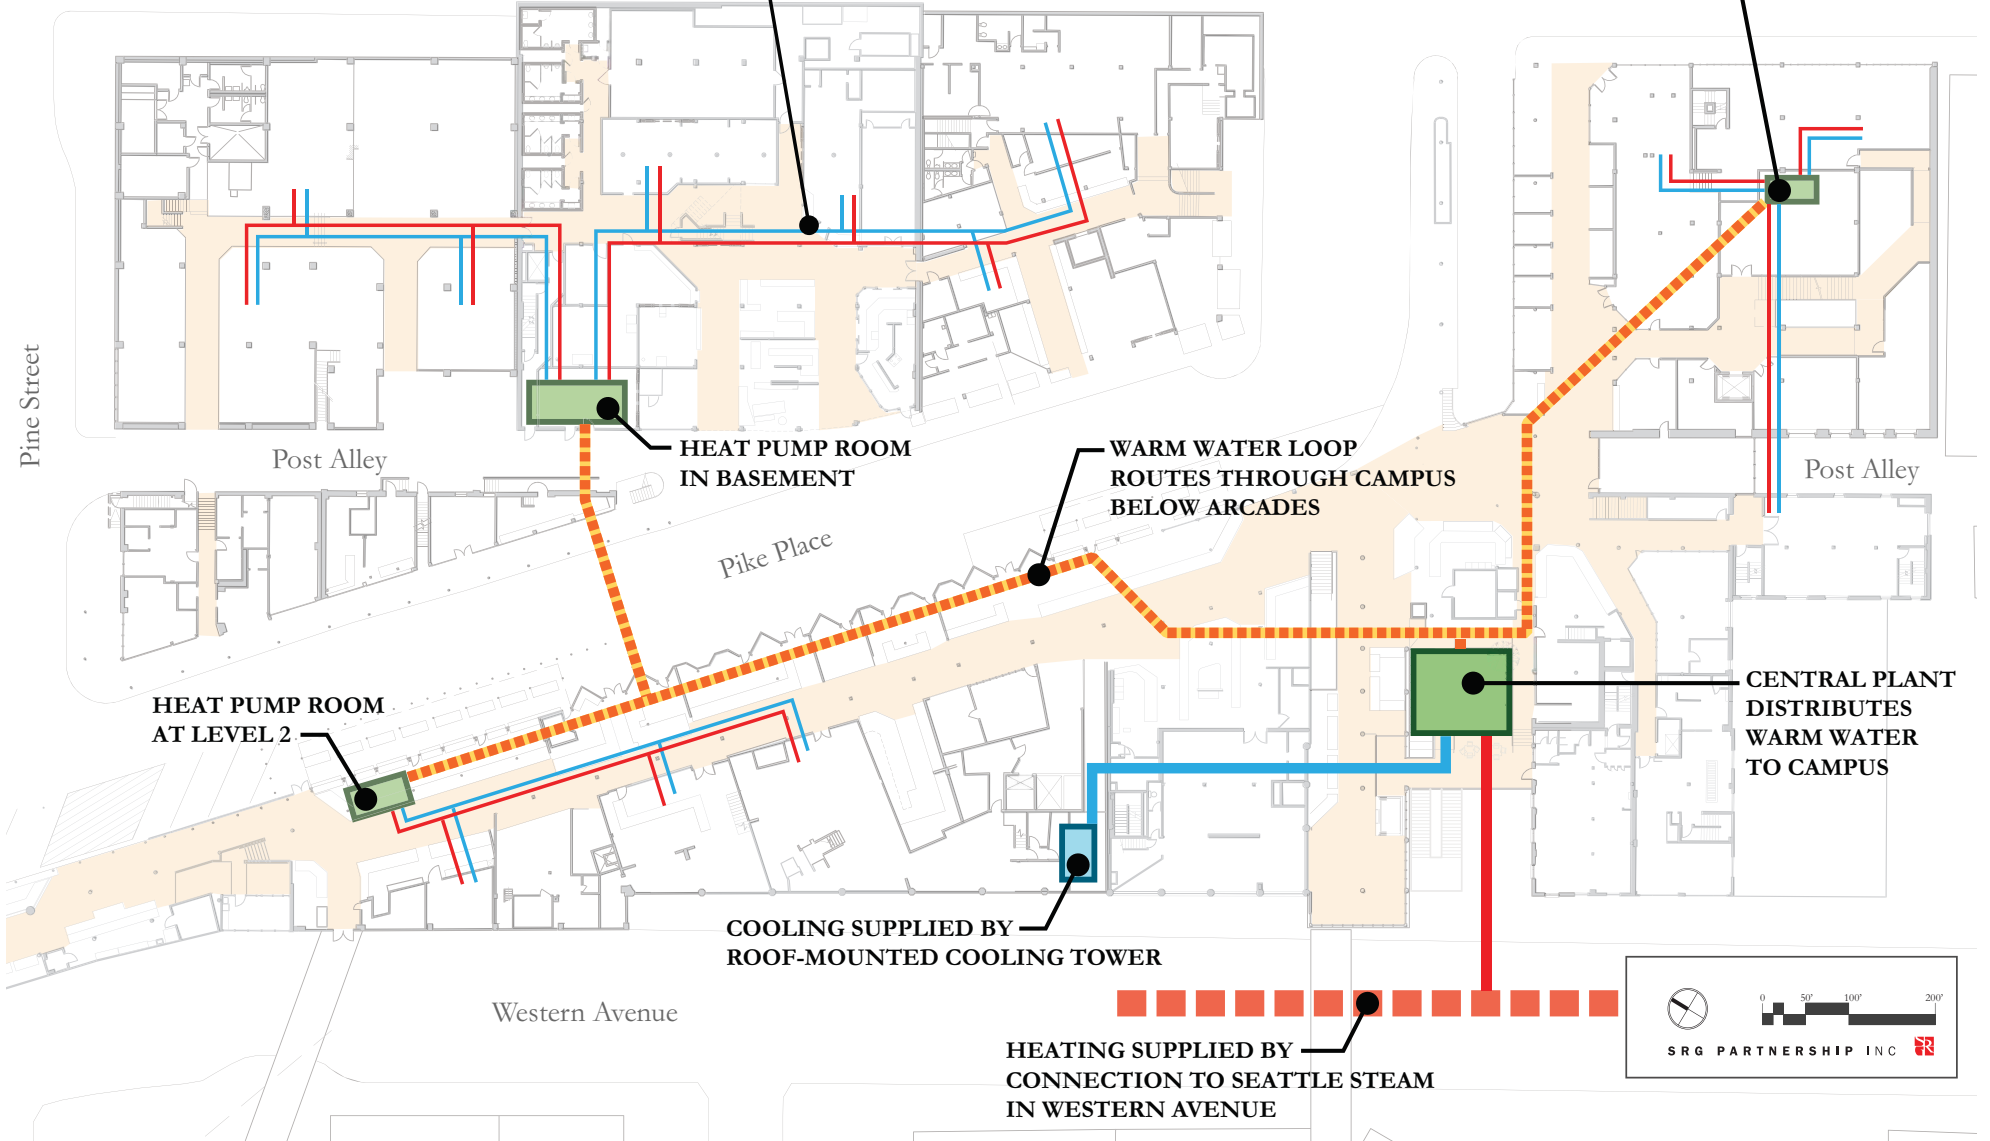 Pine Street
HEAT PUMP ROOM
IN BASEMENT
WARM WATER LOOP
ROUTES THROUGH CAMPUS
BELOW ARCADES
Post Alley
Post Alley
Pike Place
HEAT PUMP ROOM
AT LEVEL 2
CENTRAL PLANT
DISTRIBUTES
WARM WATER
TO CAMPUS
COOLING SUPPLIED BY
ROOF-MOUNTED COOLING TOWER
Western Avenue
HEATING SUPPLIED BY
CONNECTION TO SEATTLE STEAM
IN WESTERN AVENUE
0 50' 100' 200'
SRG PARTNERSHIP INC